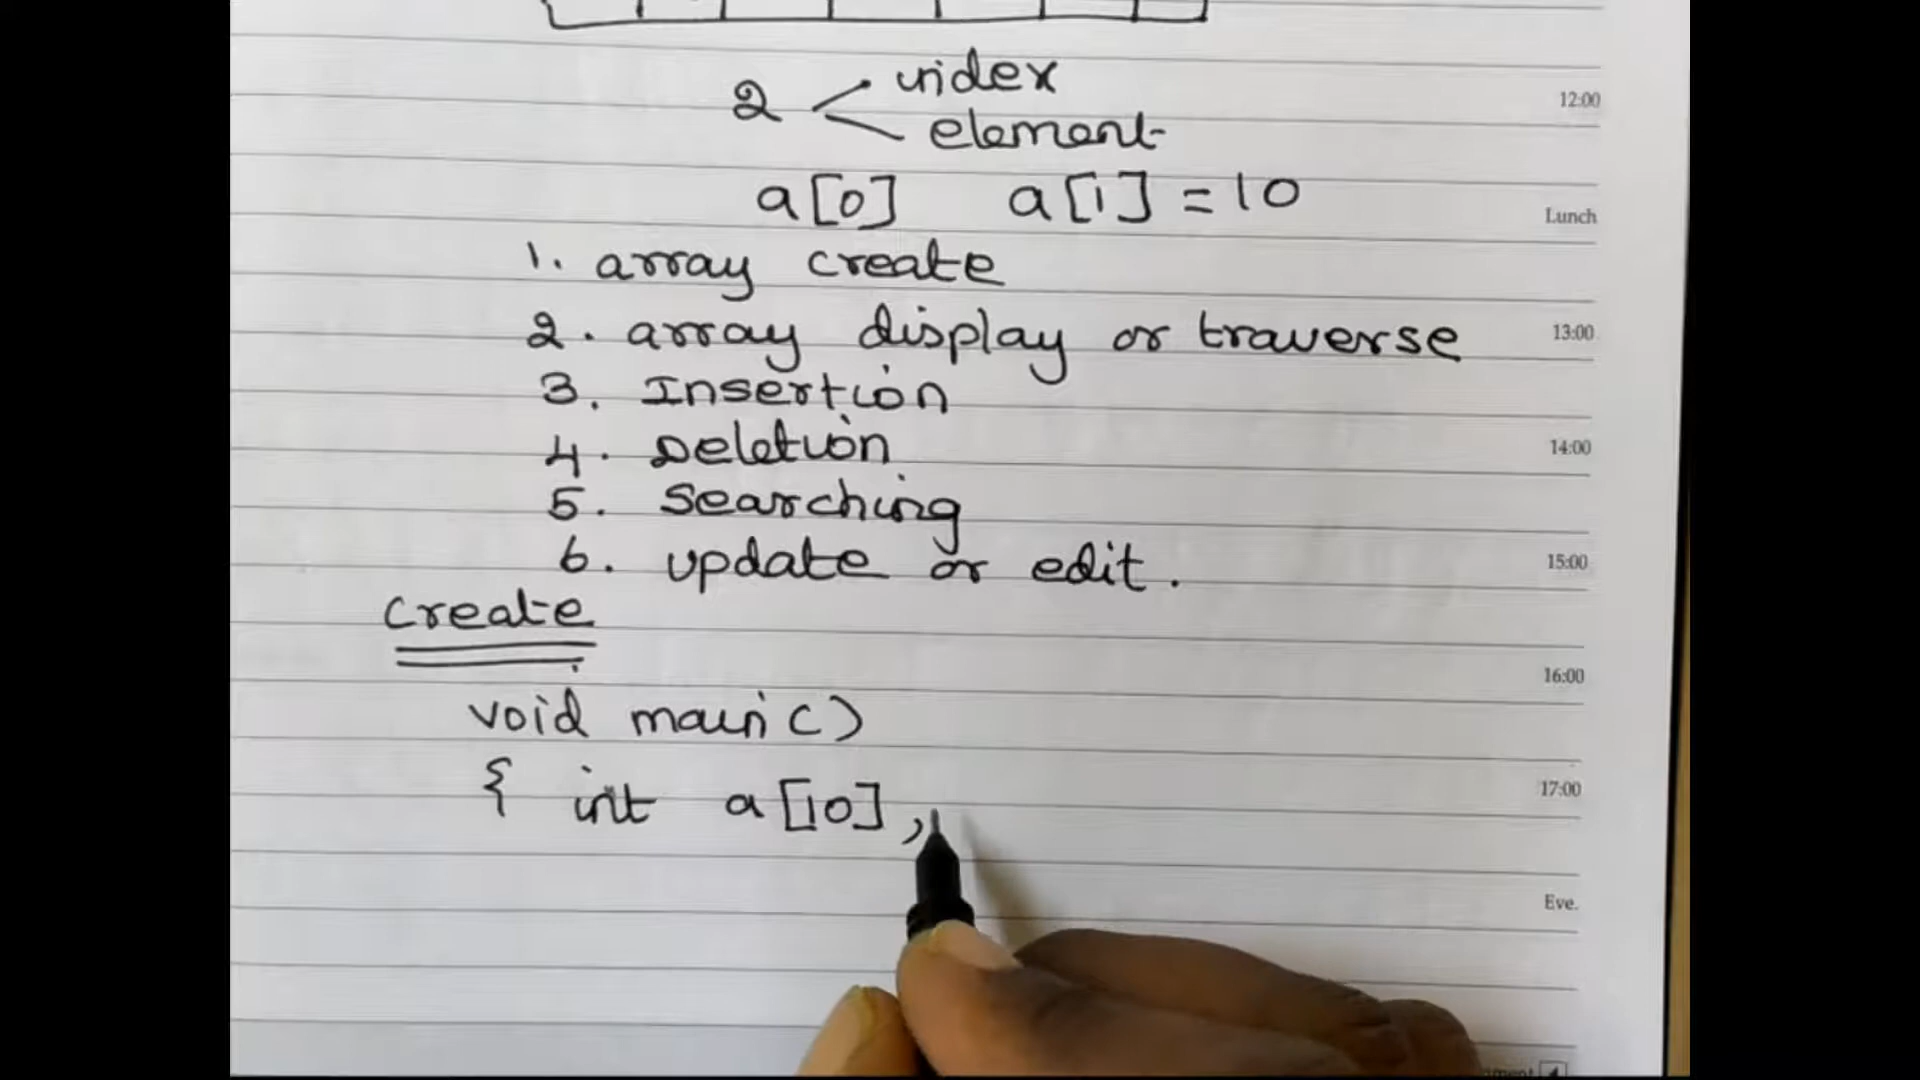 2 < index
element
a[0] a[1] = 10
12:00
Lunch
1. array create
2. array display or traverse
13:00
3. Insertion
4. Deletion
14:00
5. Searching
6. update or edit.
15:00
Create
16:00
void main()
{ int a[10],
17:00
Eve.